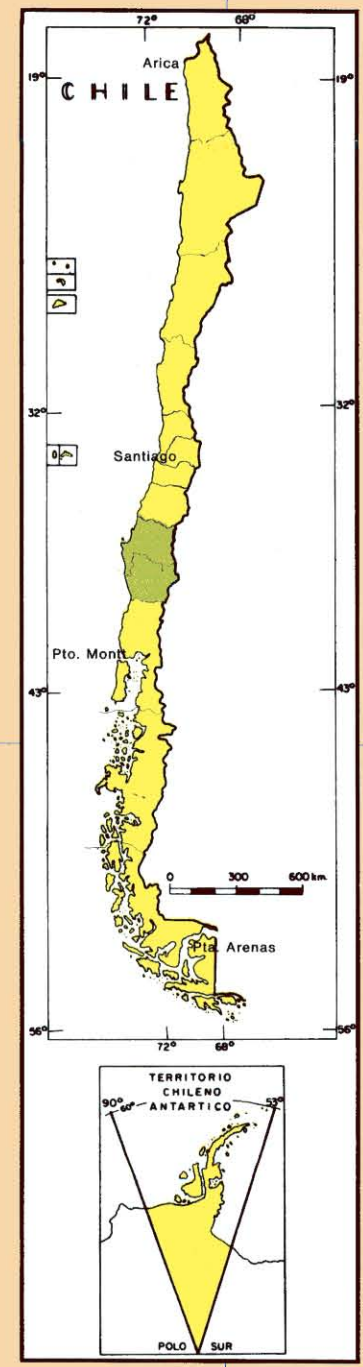 72° 68°
Arica
19° 19°
CHILE
32° 32°
Santiago
Pto. Montt
43° 43°
0 300 600 km.
Pta. Arenas
56° 56°
72° 68°
TERRITORIO
CHILENO
ANTARTICO
90° 60° 53°
POLO SUR